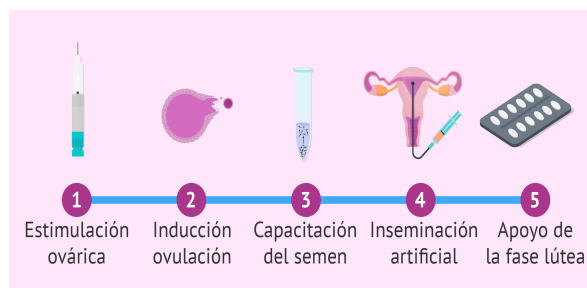 1
Estimulación
ovárica
2
Inducción
ovulación
3
Capacitación
del semen
4
Inseminación
artificial
5
Apoyo de
la fase lútea